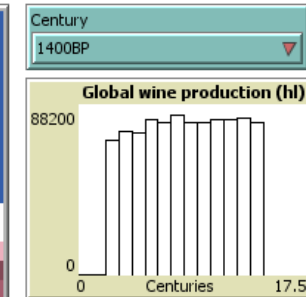 Century
1400BP
Global wine production (hl)
88200
0
0 Centuries 17.5